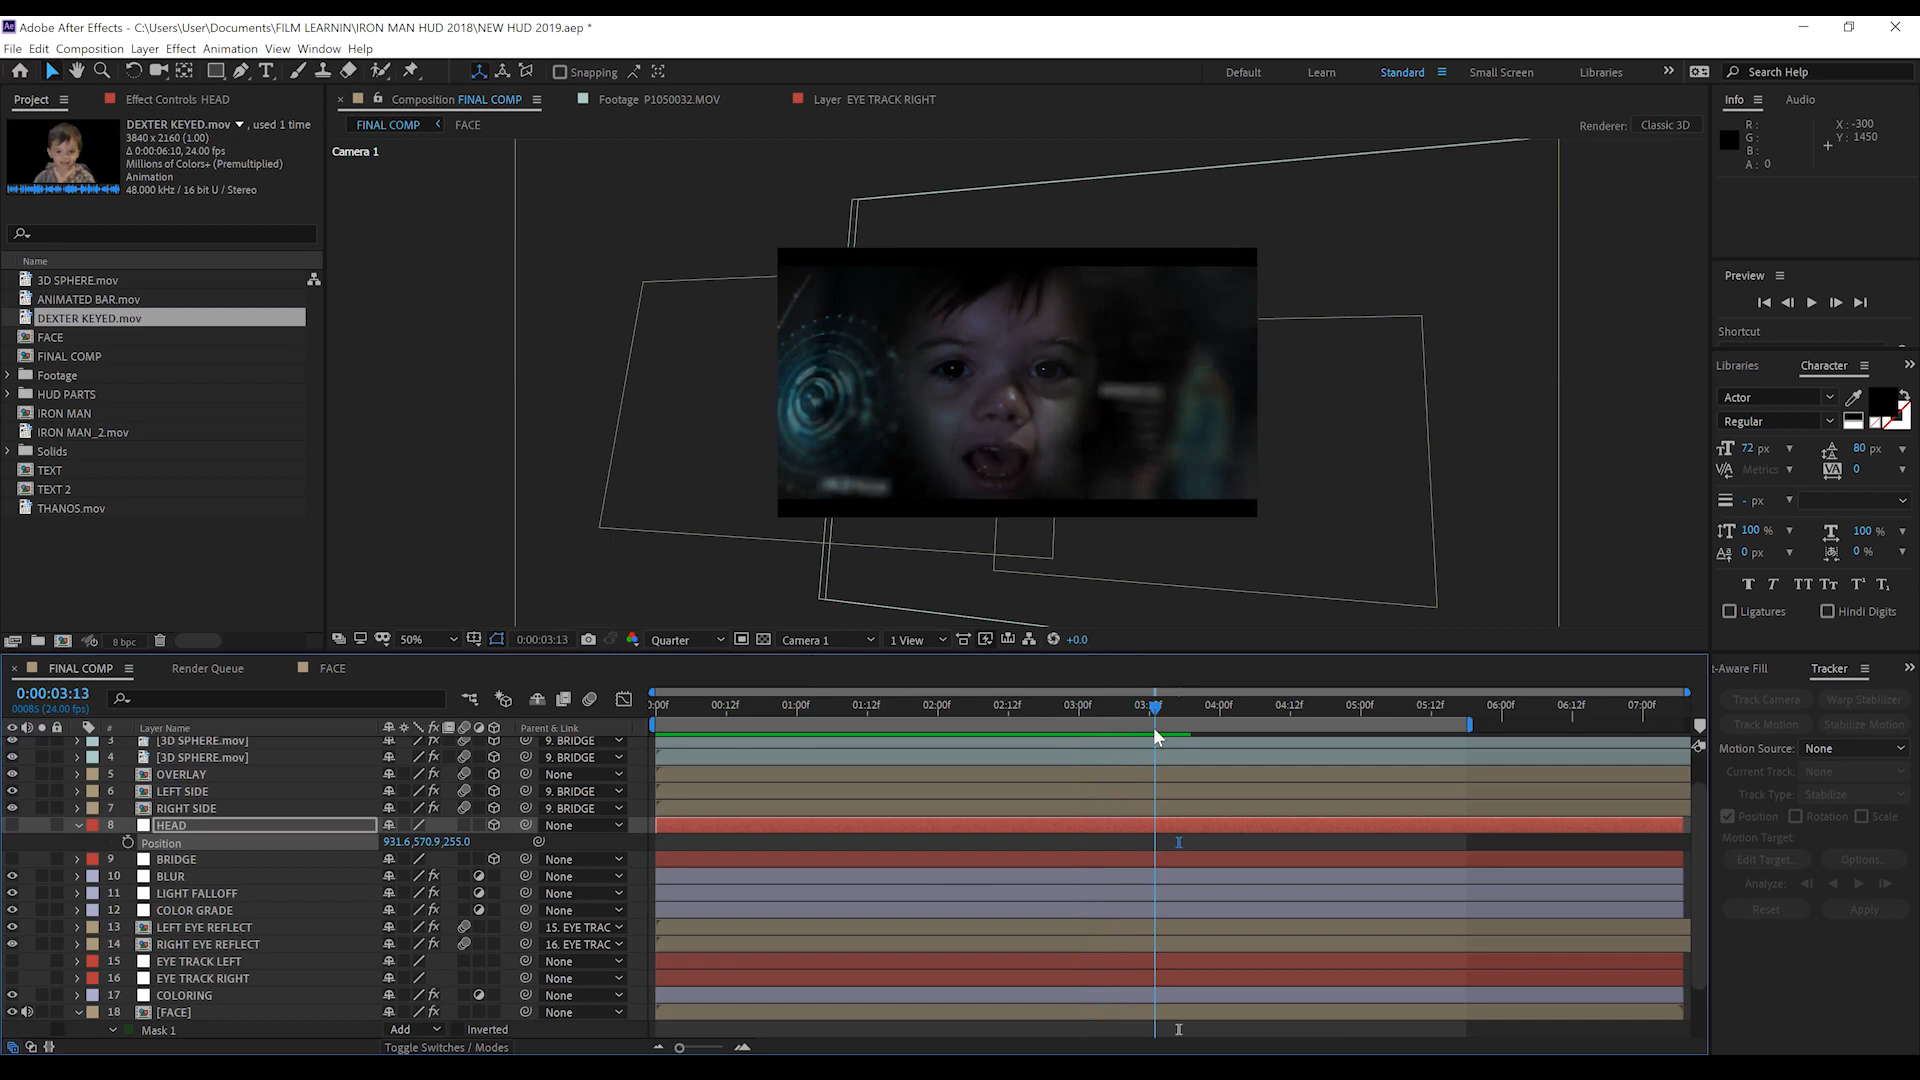 Adobe After Effects - C:\Users\User\Documents\FILM LEARNIN\IRON MAN HUD 2018\NEW HUD 2019.aep *
File Edit Composition Layer Effect Animation View Window Help
Snapping
Default Learn Standard Small Screen Libraries Search Help
Project Effect Controls HEAD
Composition FINAL COMP Footage P1050032.MOV Layer EYE TRACK RIGHT
Info Audio
DEXTER KEYED.mov , used 1 time
3840 x 2160 (1.00)
Δ 0:00:06:10, 24.00 fps
Millions of Colors+ (Premultiplied)
Animation
48.000 kHz / 16 bit U / Stereo
FINAL COMP FACE
Renderer: Classic 3D
Camera 1
R:
G:
B:
A: 0
X: -300
Y: 1450
Name
3D SPHERE.mov
ANIMATED BAR.mov
DEXTER KEYED.mov
FACE
FINAL COMP
Footage
HUD PARTS
IRON MAN
IRON MAN_2.mov
Solids
TEXT
TEXT 2
THANOS.mov
Preview
Shortcut
Libraries Character
Actor
Regular
72 px 80 px
Metrics 0
- px
100 % 100 %
0 px 0 %
Ligatures Hindi Digits
8 bpc
50% 0:00:03:13 Quarter Camera 1 1 View +0.0
FINAL COMP Render Queue FACE
0:00:03:13
00085 (24.00 fps)
:00f 00:12f 01:00f 01:12f 02:00f 02:12f 03:00f 04:00f 04:12f 05:00f 05:12f 06:00f 06:12f 07:00f
# Layer Name Parent & Link
3 [3D SPHERE.mov] 9. BRIDGE
4 [3D SPHERE.mov] 9. BRIDGE
5 OVERLAY None
6 LEFT SIDE 9. BRIDGE
7 RIGHT SIDE 9. BRIDGE
8 HEAD None
Position 931.6,570.9,255.0
9 BRIDGE None
10 BLUR None
11 LIGHT FALLOFF None
12 COLOR GRADE None
13 LEFT EYE REFLECT 15. EYE TRAC
14 RIGHT EYE REFLECT 16. EYE TRAC
15 EYE TRACK LEFT None
16 EYE TRACK RIGHT None
17 COLORING None
18 [FACE] None
Mask 1 Add Inverted
Toggle Switches / Modes
t-Aware Fill Tracker
Track Camera Warp Stabilizer
Track Motion Stabilize Motion
Motion Source: None
Current Track: None
Track Type: Stabilize
Position Rotation Scale
Motion Target:
Edit Target... Options...
Analyze:
Reset Apply